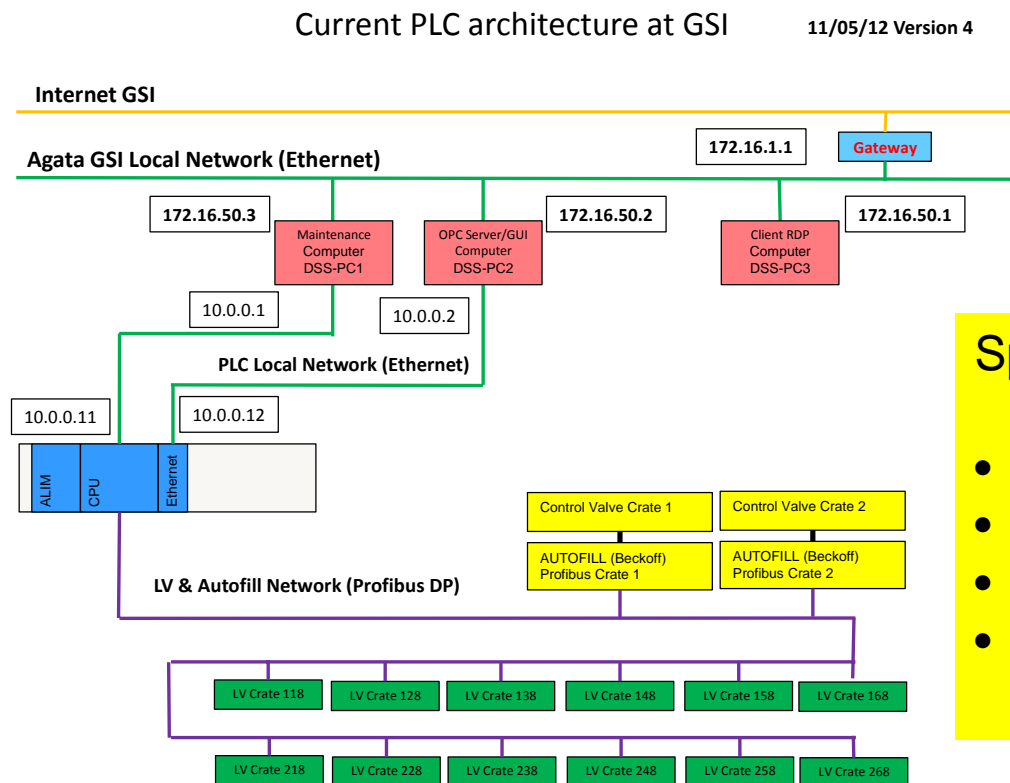 Current PLC architecture at GSI
11/05/12 Version 4
Internet GSI
172.16.1.1
Gateway
Agata GSI Local Network (Ethernet)
172.16.50.3
Maintenance
Computer
DSS-PC1
OPC Server/GUI
Computer
DSS-PC2
172.16.50.2
Client RDP
Computer
DSS-PC3
172.16.50.1
10.0.0.1
10.0.0.2
PLC Local Network (Ethernet)
10.0.0.11
10.0.0.12
ALIM
CPU
Ethernet
Control Valve Crate 1
Control Valve Crate 2
AUTOFILL (Beckoff)
Profibus Crate 1
AUTOFILL (Beckoff)
Profibus Crate 2
LV & Autofill Network (Profibus DP)
LV Crate 118
LV Crate 128
LV Crate 138
LV Crate 148
LV Crate 158
LV Crate 168
LV Crate 218
LV Crate 228
LV Crate 238
LV Crate 248
LV Crate 258
LV Crate 268